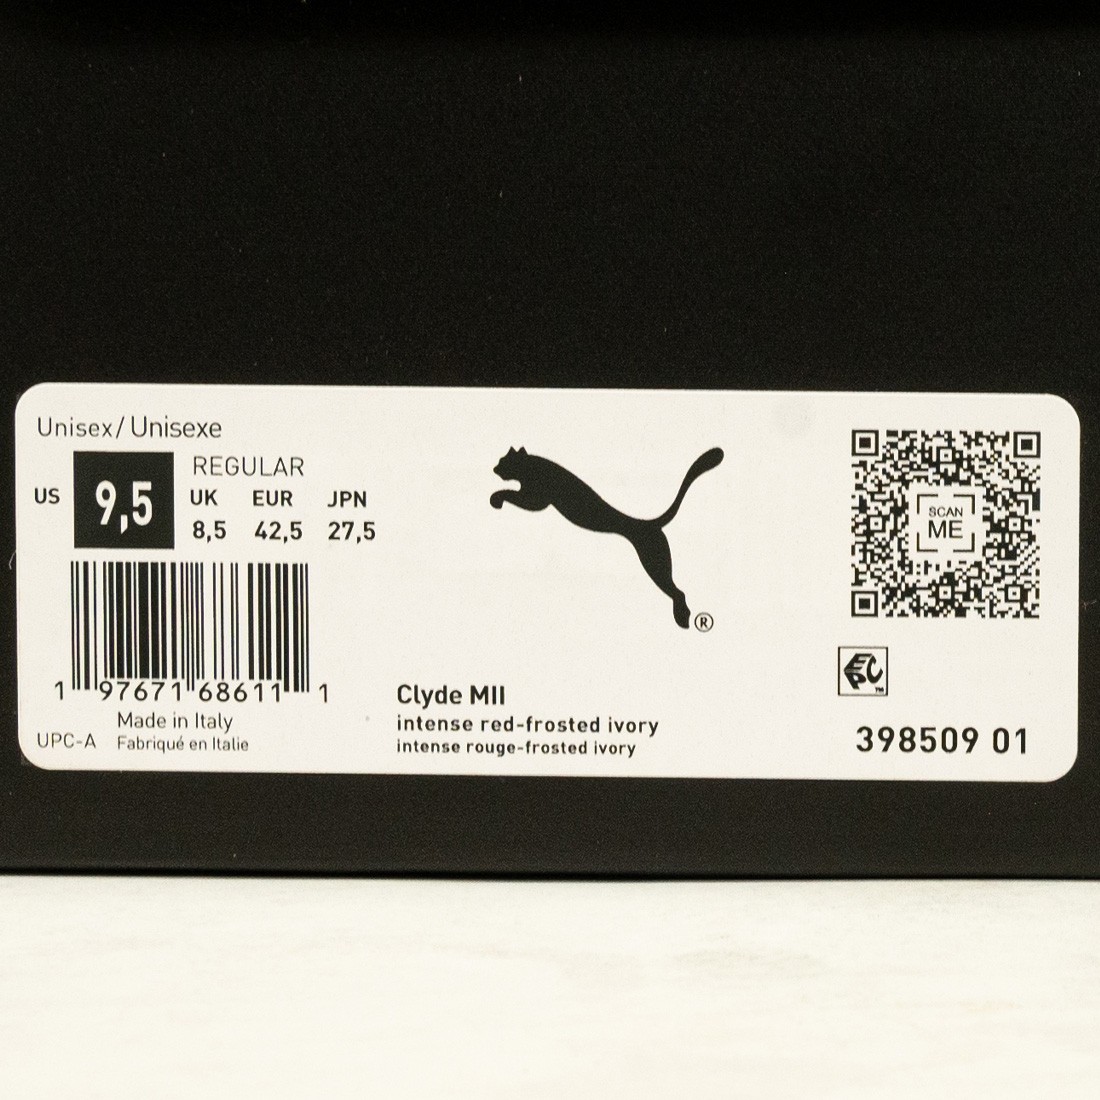 Unisex/Unisexe
US 9,5
REGULAR
UK EUR JPN
8,5 42,5 27,5
1 97671 68611 1
UPC-A
Made in Italy
Fabriqué en Italie
®
Clyde MII
intense red-frosted ivory
intense rouge-frosted ivory
SCAN
ME
EPC
™
398509 01